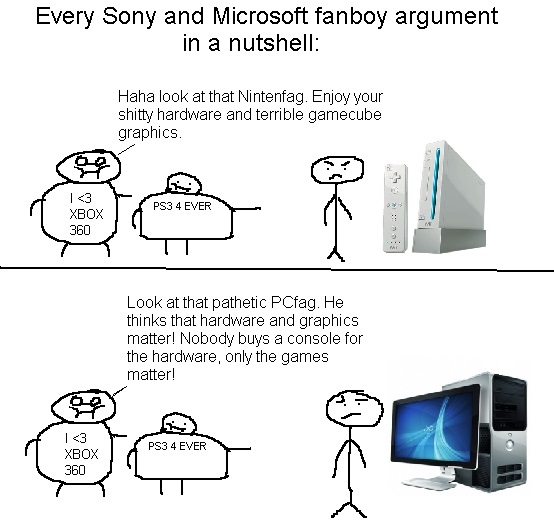 Every Sony and Microsoft fanboy argument
in a nutshell:
Haha look at that Nintenfag. Enjoy your
shitty hardware and terrible gamecube
graphics.
I <3
XBOX
360
PS3 4 EVER
Look at that pathetic PCfag. He
thinks that hardware and graphics
matter! Nobody buys a console for
the hardware, only the games
matter!
I <3
XBOX
360
PS3 4 EVER